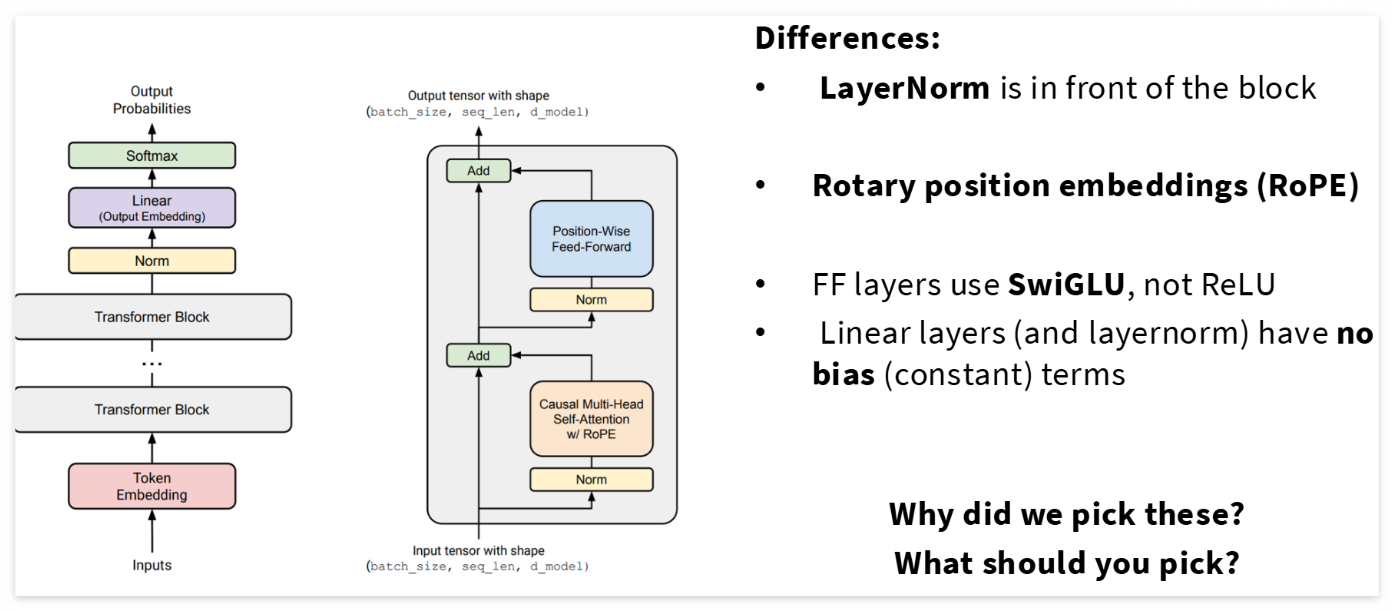 Output
Probabilities
Softmax
Linear
(Output Embedding)
Norm
Transformer Block
...
Transformer Block
Token
Embedding
Inputs
Output tensor with shape
(batch_size, seq_len, d_model)
Add
Position-Wise
Feed-Forward
Norm
Add
Causal Multi-Head
Self-Attention
w/ RoPE
Norm
Input tensor with shape
(batch_size, seq_len, d_model)
Differences:
• LayerNorm is in front of the block
• Rotary position embeddings (RoPE)
• FF layers use SwiGLU, not ReLU
• Linear layers (and layernorm) have no
bias (constant) terms
Why did we pick these?
What should you pick?